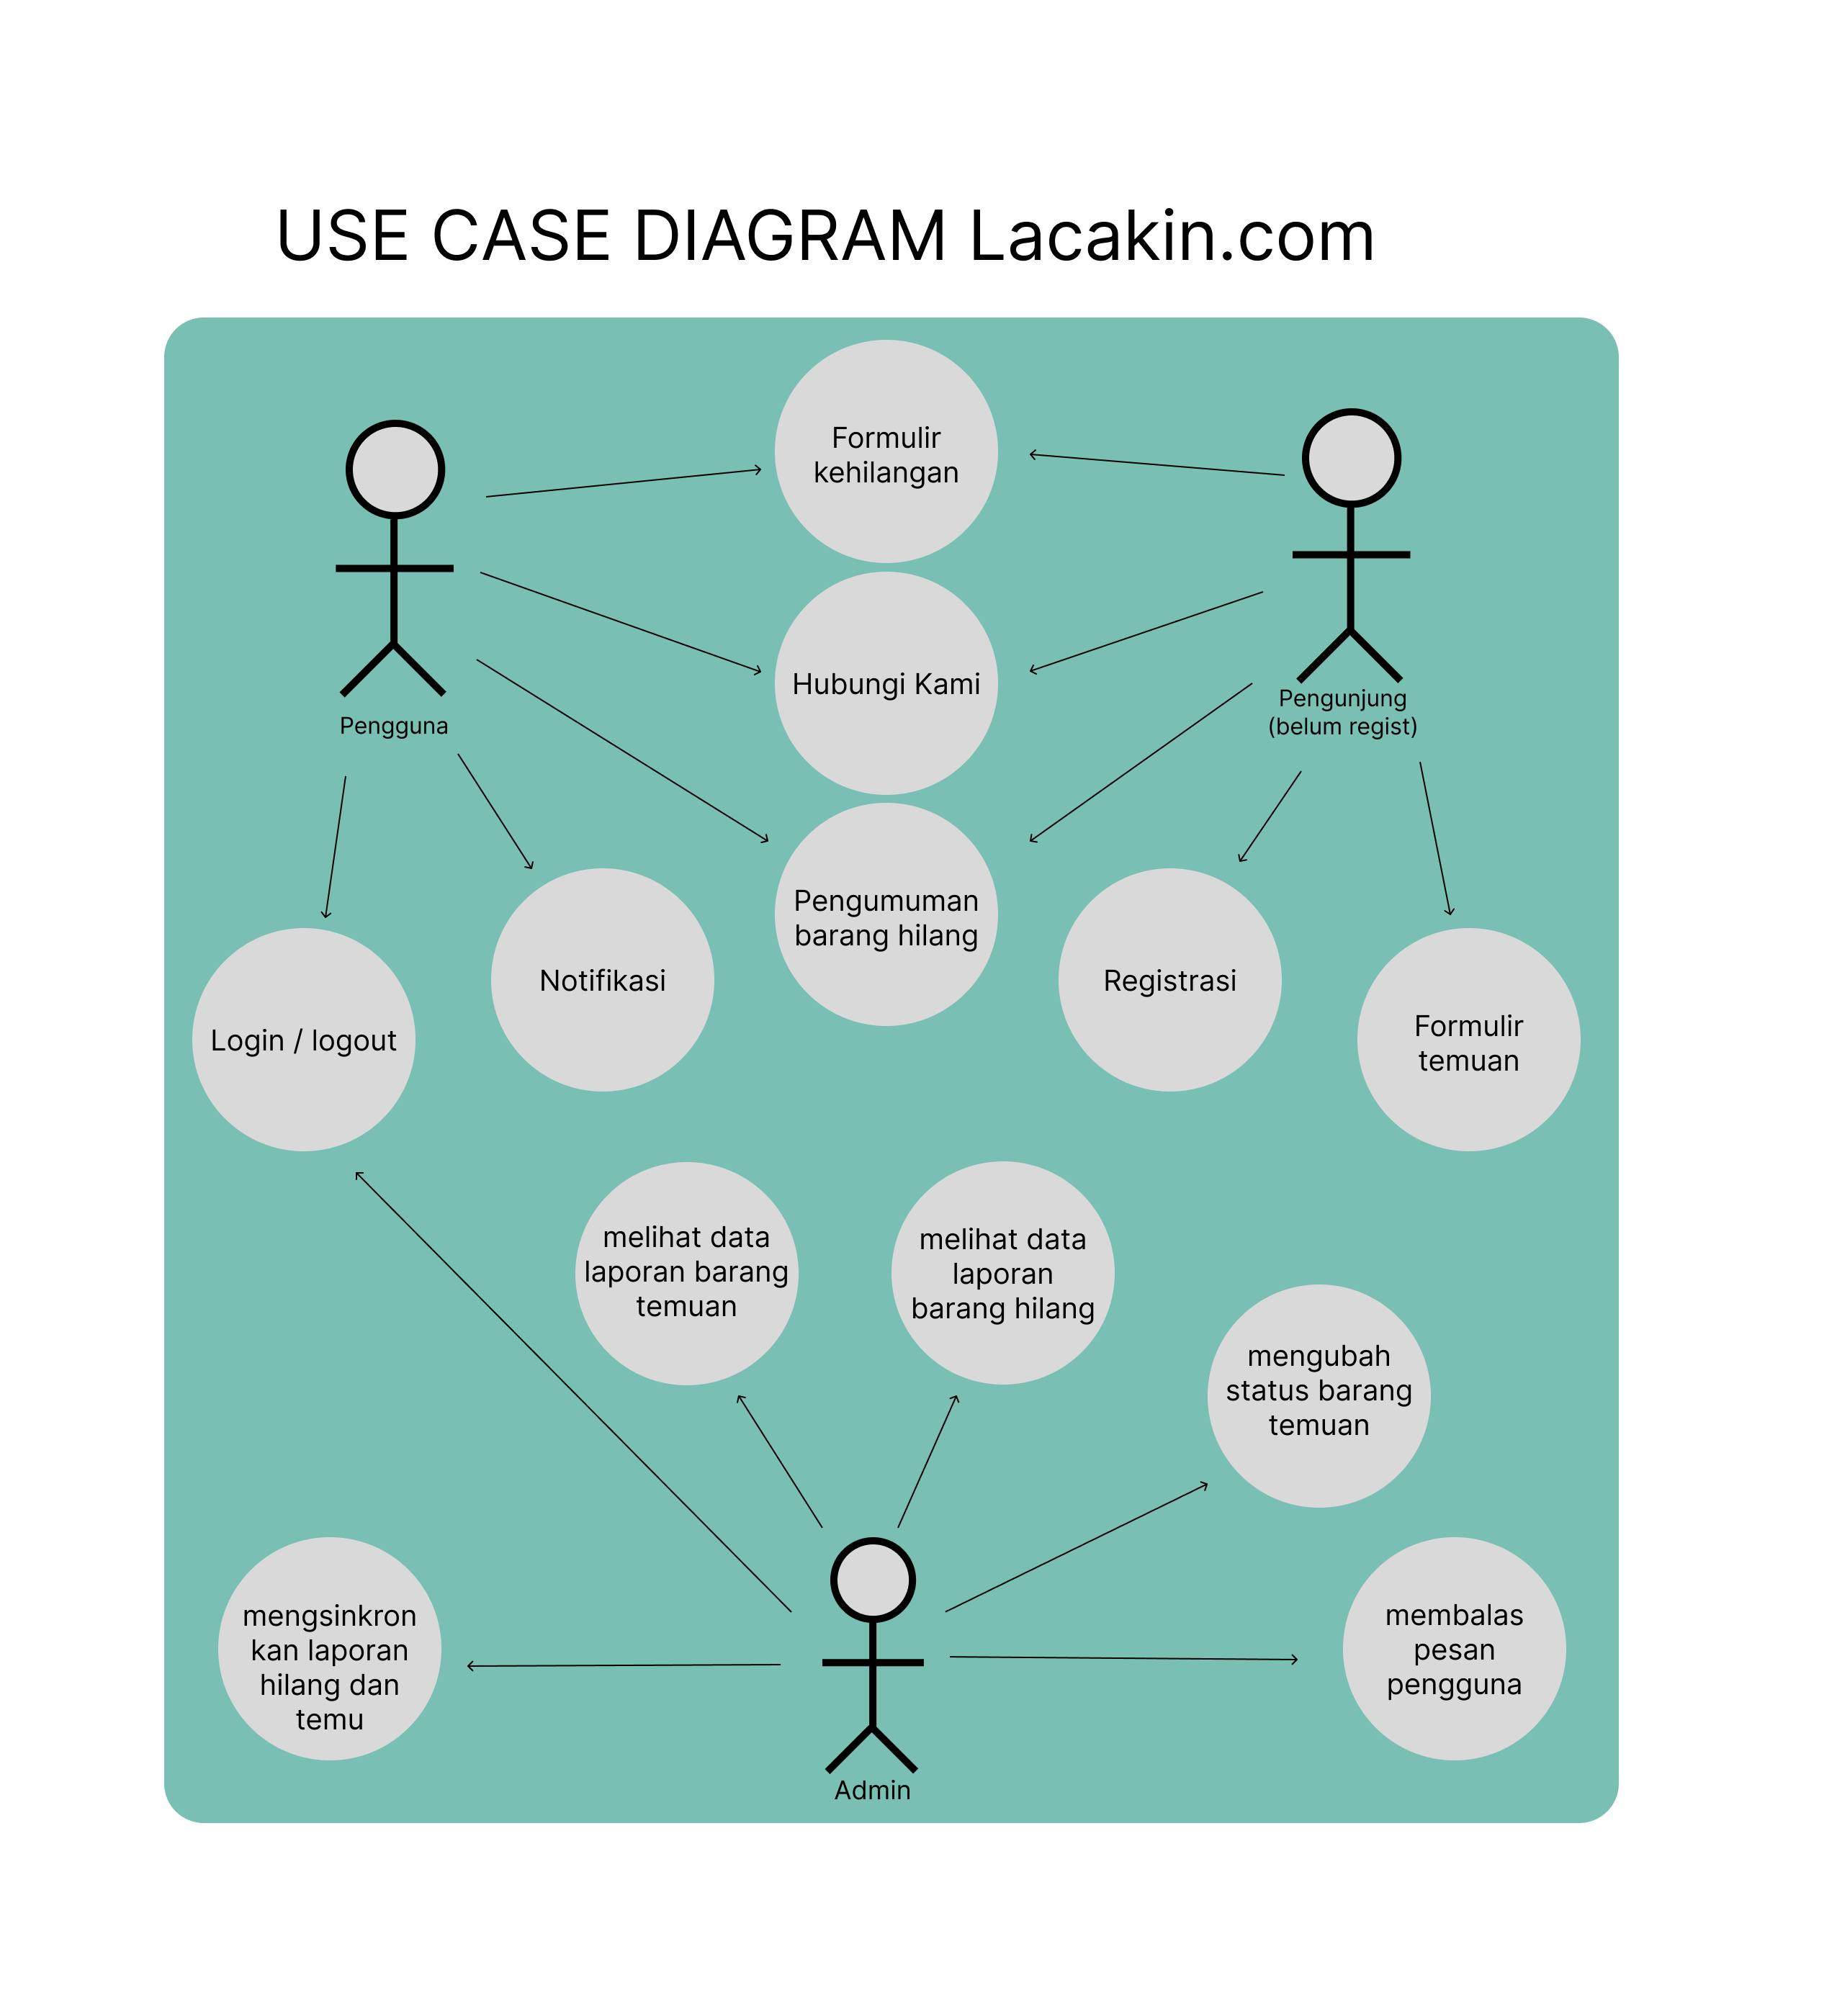 USE CASE DIAGRAM Lacakin.com
Formulir
kehilangan
Hubungi Kami
Pengguna
Pengunjung
(belum regist)
Pengumuman
barang hilang
Notifikasi
Registrasi
Login / logout
Formulir
temuan
melihat data
laporan barang
temuan
melihat data
laporan
barang hilang
mengubah
status barang
temuan
mengsinkron
kan laporan
hilang dan
temu
membalas
pesan
pengguna
Admin